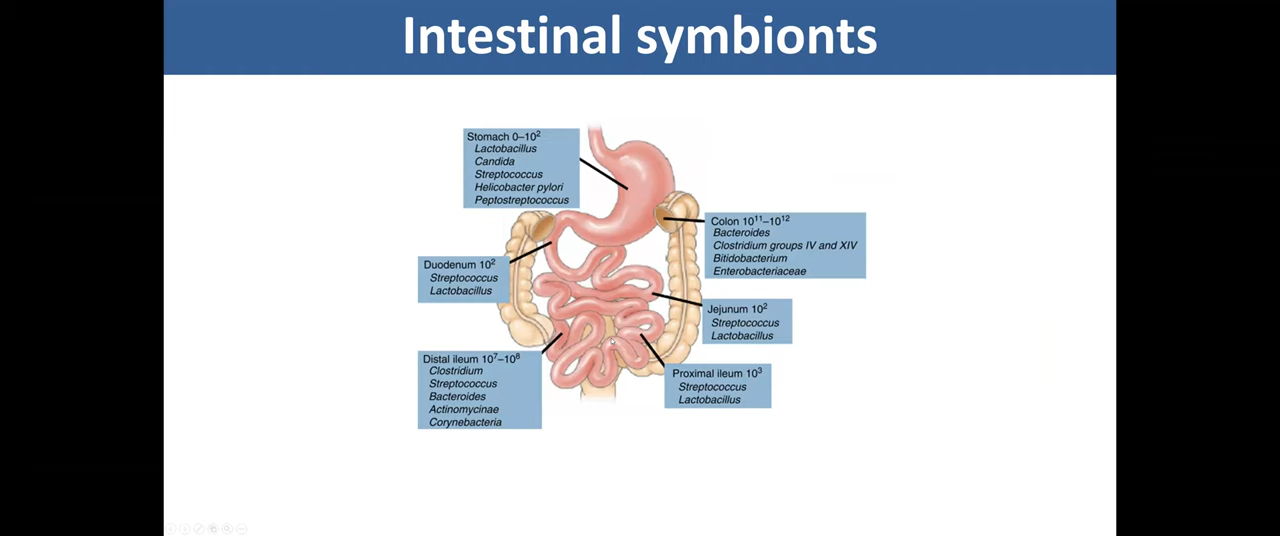 Intestinal symbionts
Stomach 0–10²
Lactobacillus
Candida
Streptococcus
Helicobacter pylori
Peptostreptococcus
Colon 10¹¹–10¹²
Bacteroides
Clostridium groups IV and XIV
Bitidobacterium
Enterobacteriaceae
Duodenum 10²
Streptococcus
Lactobacillus
Jejunum 10²
Streptococcus
Lactobacillus
Distal ileum 10⁷–10⁸
Clostridium
Streptococcus
Bacteroides
Actinomycinae
Corynebacteria
Proximal ileum 10³
Streptococcus
Lactobacillus